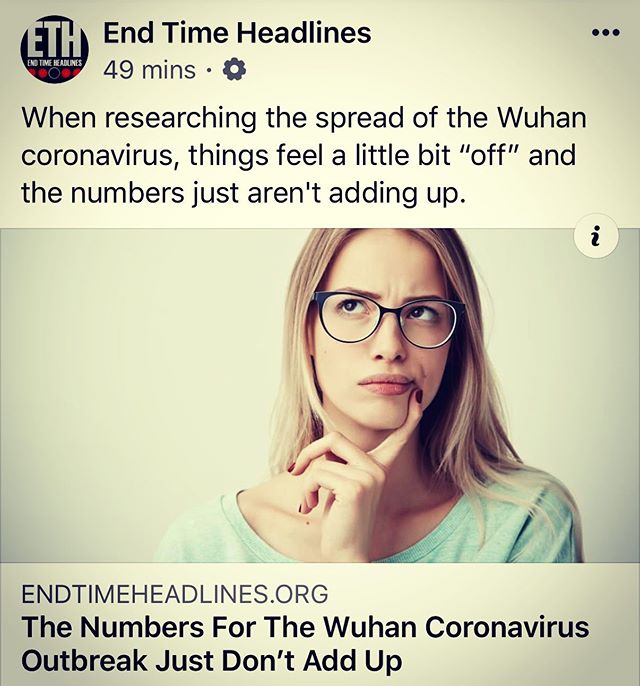 ETH
END TIME HEADLINES
End Time Headlines
49 mins ·
When researching the spread of the Wuhan
coronavirus, things feel a little bit “off” and
the numbers just aren't adding up.
i
ENDTIMEHEADLINES.ORG
The Numbers For The Wuhan Coronavirus
Outbreak Just Don’t Add Up